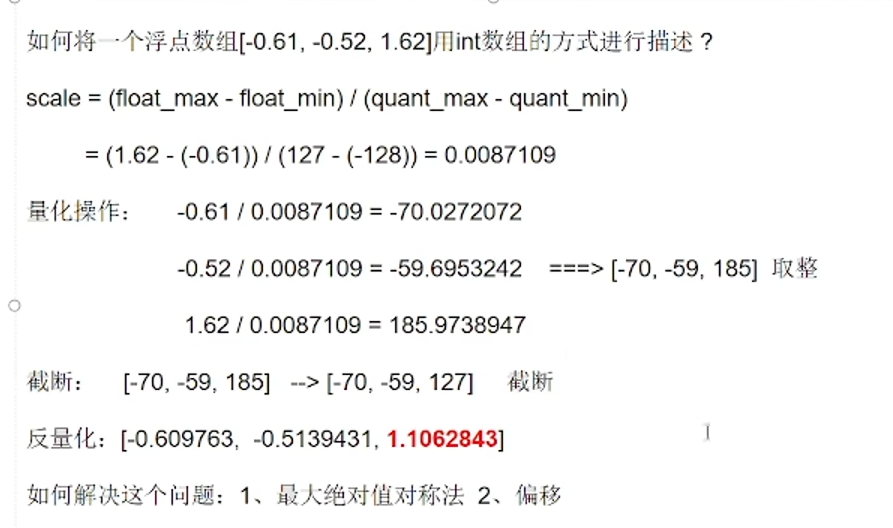 如何将一个浮点数组[-0.61, -0.52, 1.62]用int数组的方式进行描述？
scale = (float_max - float_min) / (quant_max - quant_min)
= (1.62 - (-0.61)) / (127 - (-128)) = 0.0087109
量化操作： -0.61 / 0.0087109 = -70.0272072
-0.52 / 0.0087109 = -59.6953242 ===> [-70, -59, 185] 取整
1.62 / 0.0087109 = 185.9738947
截断： [-70, -59, 185] --> [-70, -59, 127] 截断
反量化：[-0.609763, -0.5139431, 1.1062843]
如何解决这个问题：1、最大绝对值对称法 2、偏移